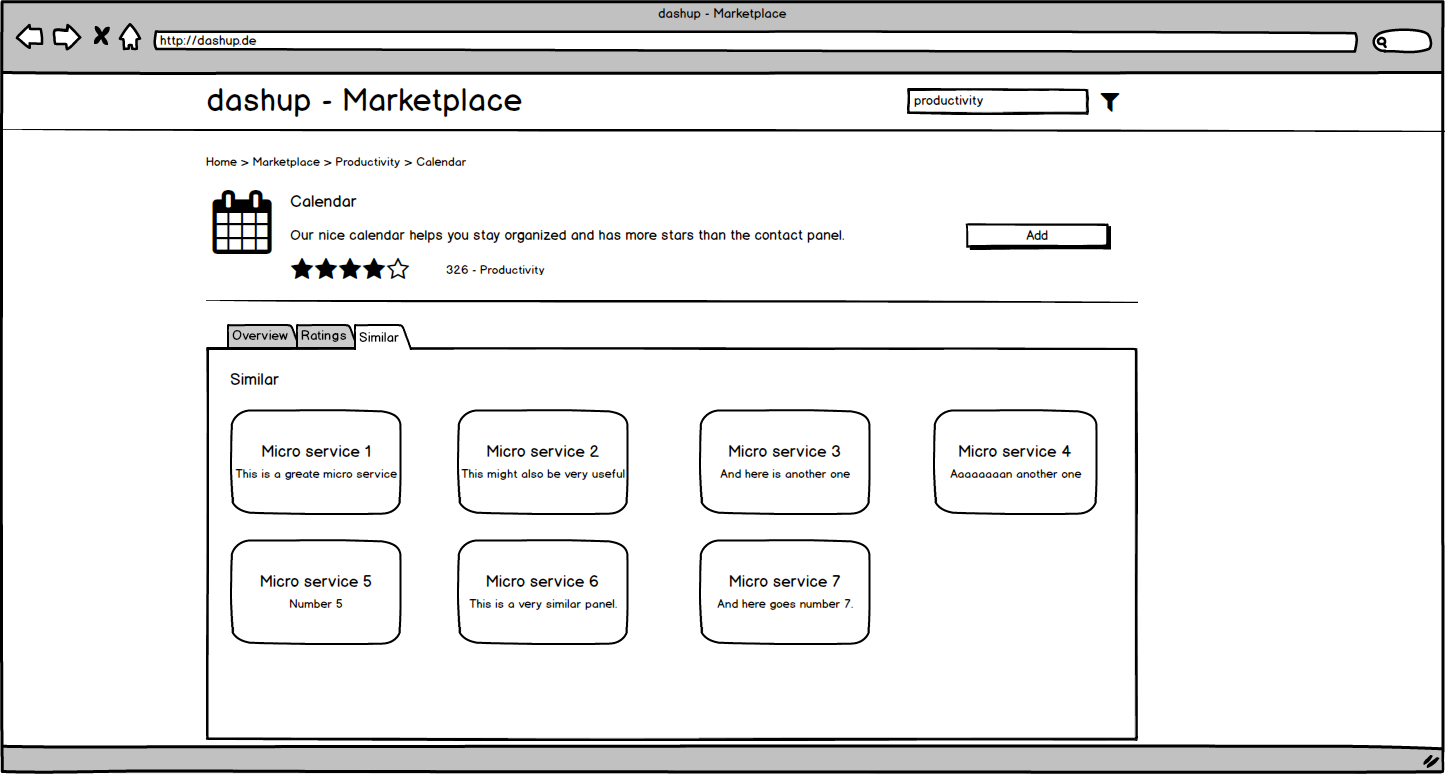 dashup - Marketplace
http://dashup.de
dashup - Marketplace
productivity
Home > Marketplace > Productivity > Calendar
Calendar
Our nice calendar helps you stay organized and has more stars than the contact panel.
Add
326 - Productivity
Overview
Ratings
Similar
Similar
Micro service 1
This is a greate micro service
Micro service 2
This might also be very useful
Micro service 3
And here is another one
Micro service 4
Aaaaaaaan another one
Micro service 5
Number 5
Micro service 6
This is a very similar panel.
Micro service 7
And here goes number 7.